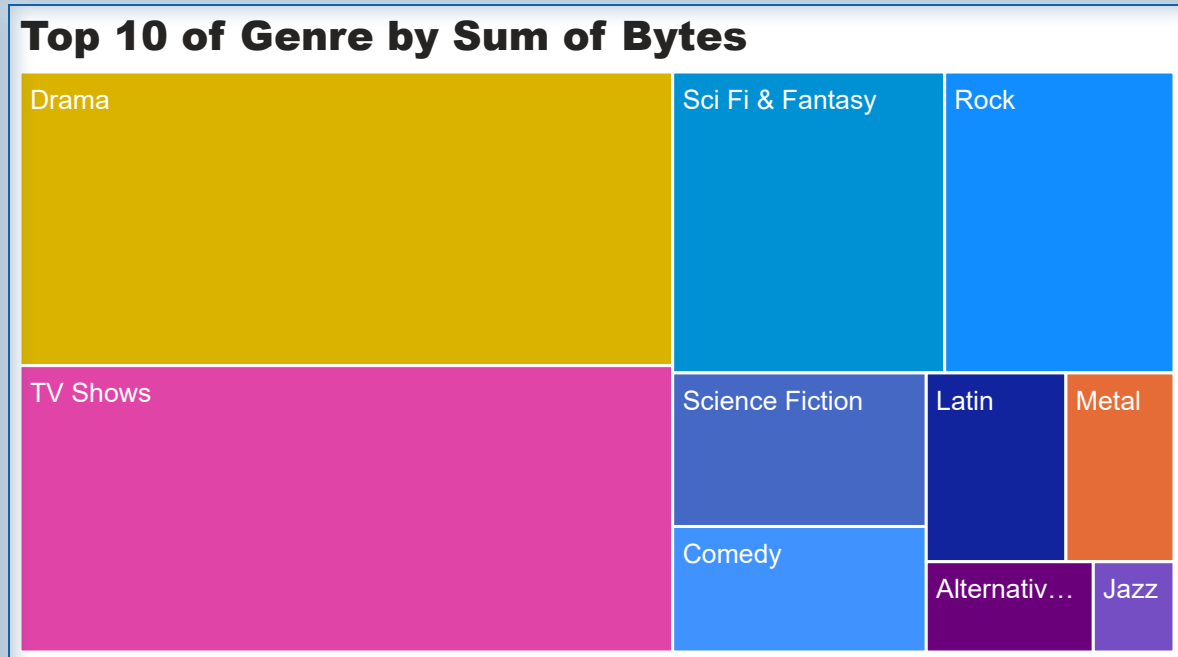 Top 10 of Genre by Sum of Bytes
Drama
Sci Fi & Fantasy
Rock
TV Shows
Science Fiction
Latin
Metal
Comedy
Alternativ…
Jazz